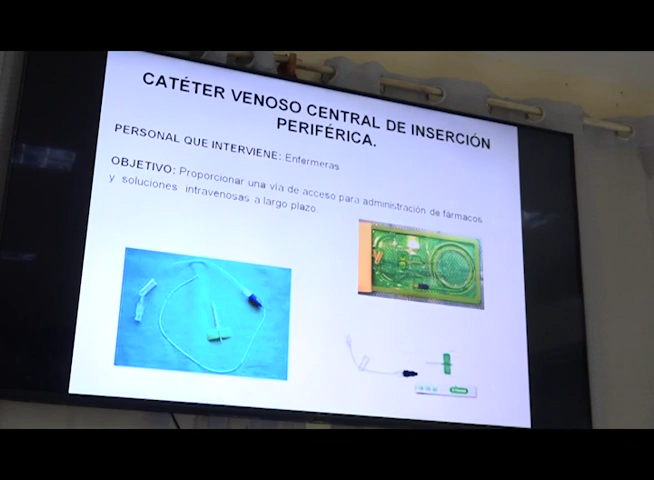 CATÉTER VENOSO CENTRAL DE INSERCIÓN
PERIFÉRICA.
PERSONAL QUE INTERVIENE: Enfermeras
OBJETIVO: Proporcionar una vía de acceso para administración de fármacos
y soluciones intravenosas a largo plazo